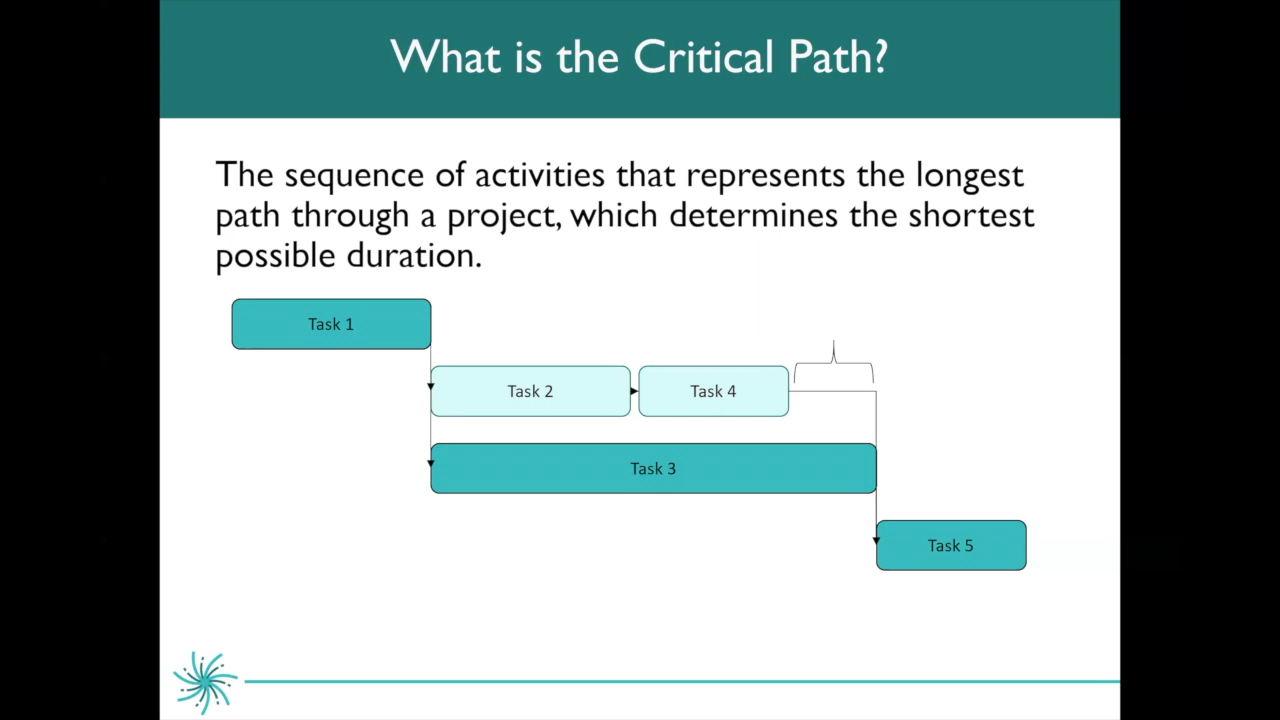 What is the Critical Path?
The sequence of activities that represents the longest
path through a project, which determines the shortest
possible duration.
Task 1
Task 2
Task 4
Task 3
Task 5